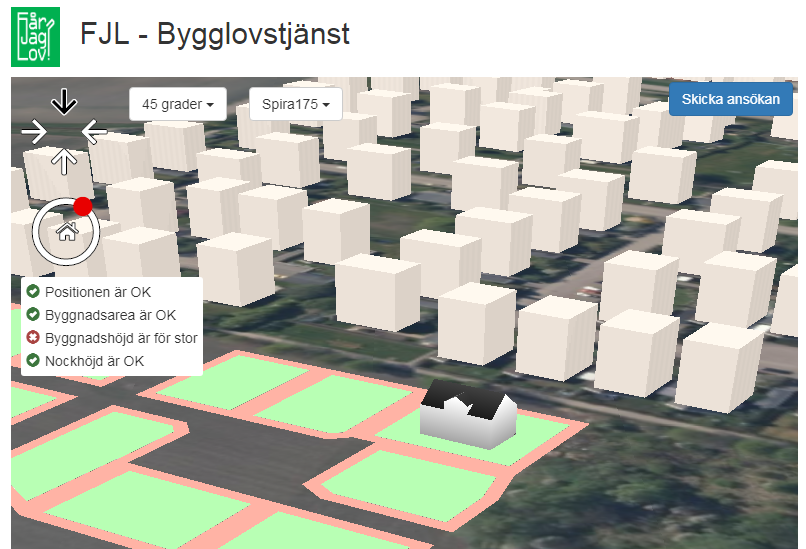 Får
Jag
Lov!
FJL - Bygglovstjänst
45 grader
Spira175
Skicka ansökan
Positionen är OK
Byggnadsarea är OK
Byggnadshöjd är för stor
Nockhöjd är OK